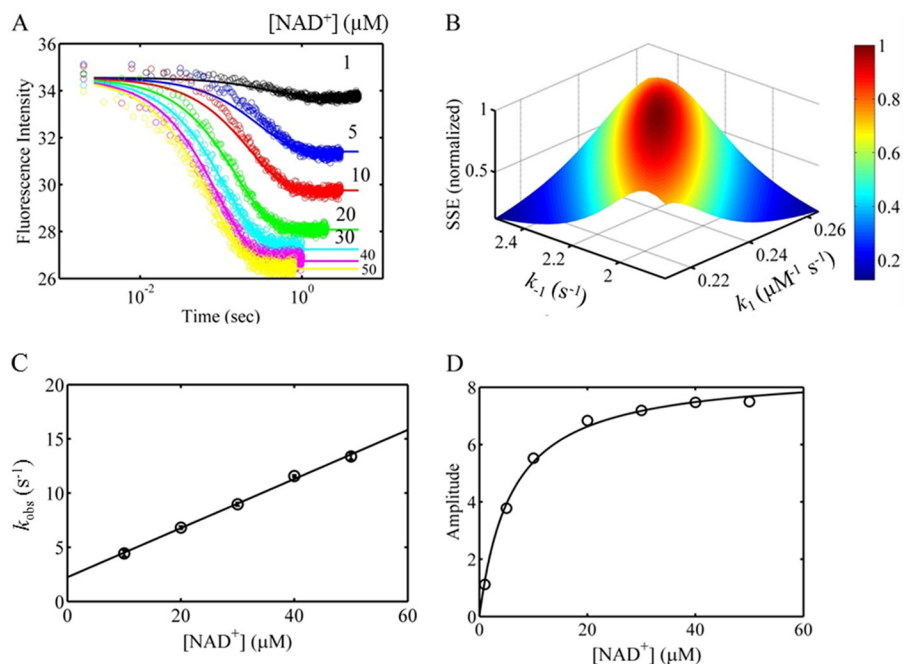 A
[NAD⁺] (μM)
36
34
32
30
28
26
Fluorescence Intensity
1
5
10
20
30
40
50
10⁻²
10⁰
Time (sec)
B
SSE (normalized)
1
0.5
2.4
2.2
2
k₋₁ (s⁻¹)
0.22
0.24
0.26
k₁ (μM⁻¹ s⁻¹)
1
0.8
0.6
0.4
0.2
C
20
15
10
5
0
k_obs (s⁻¹)
0 20 40 60
[NAD⁺] (μM)
D
8
6
4
2
0
Amplitude
0 20 40 60
[NAD⁺] (μM)